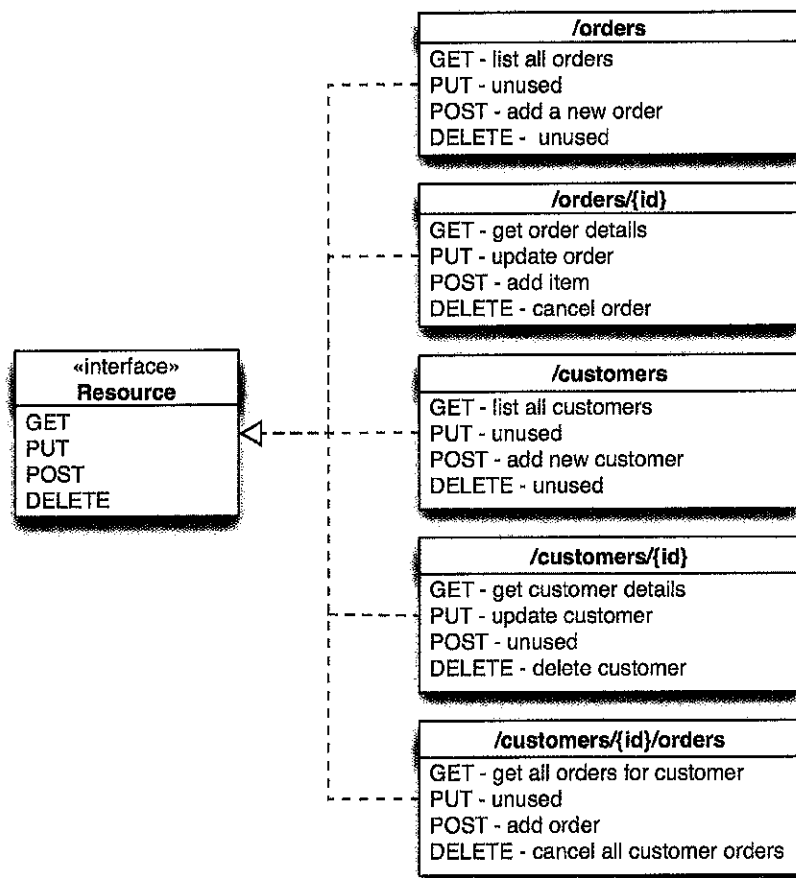 /orders
GET - list all orders
PUT - unused
POST - add a new order
DELETE - unused
/orders/{id}
GET - get order details
PUT - update order
POST - add item
DELETE - cancel order
«interface»
Resource
GET
PUT
POST
DELETE
/customers
GET - list all customers
PUT - unused
POST - add new customer
DELETE - unused
/customers/{id}
GET - get customer details
PUT - update customer
POST - unused
DELETE - delete customer
/customers/{id}/orders
GET - get all orders for customer
PUT - unused
POST - add order
DELETE - cancel all customer orders